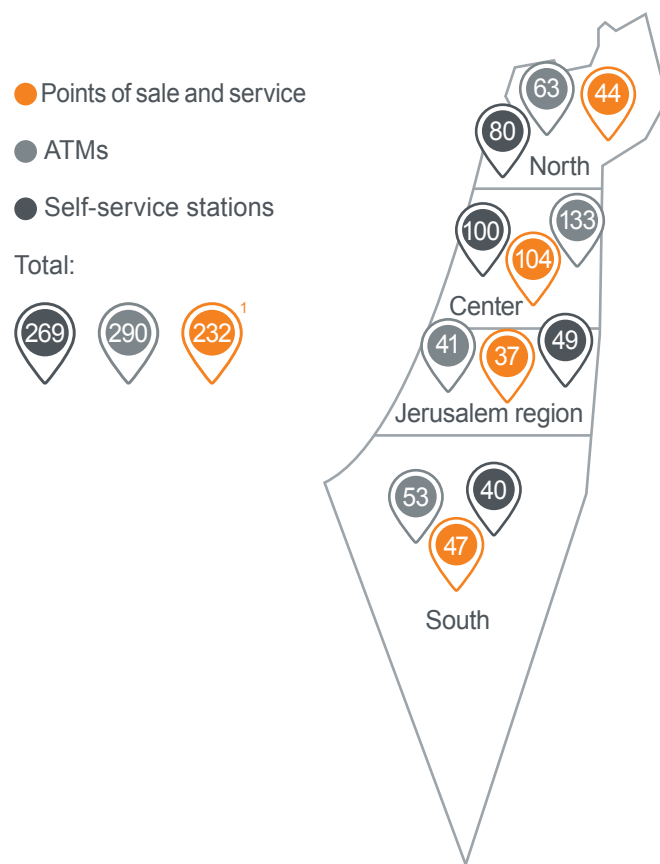 Points of sale and service
ATMs
Self-service stations
Total:
269 290 232 1
63 44
80
North
133
100
104
Center
41 37 49
Jerusalem region
53 40
47
South